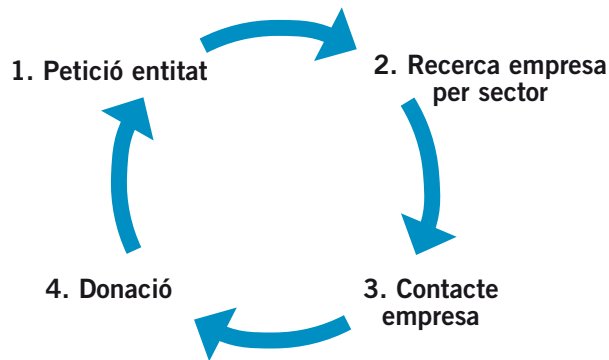 1. Petició entitat
2. Recerca empresa
per sector
3. Contacte
empresa
4. Donació